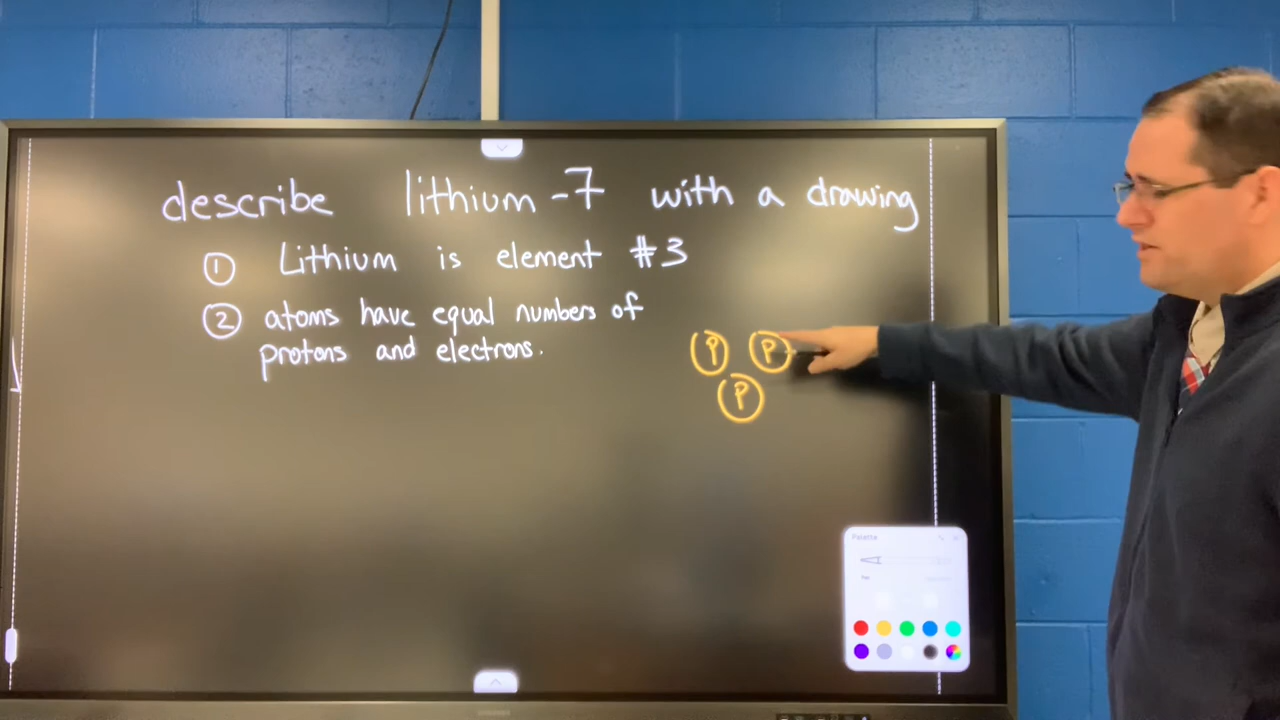 describe lithium-7 with a drawing
① Lithium is element #3
② atoms have equal numbers of
protons and electrons.
P P
P
Palette